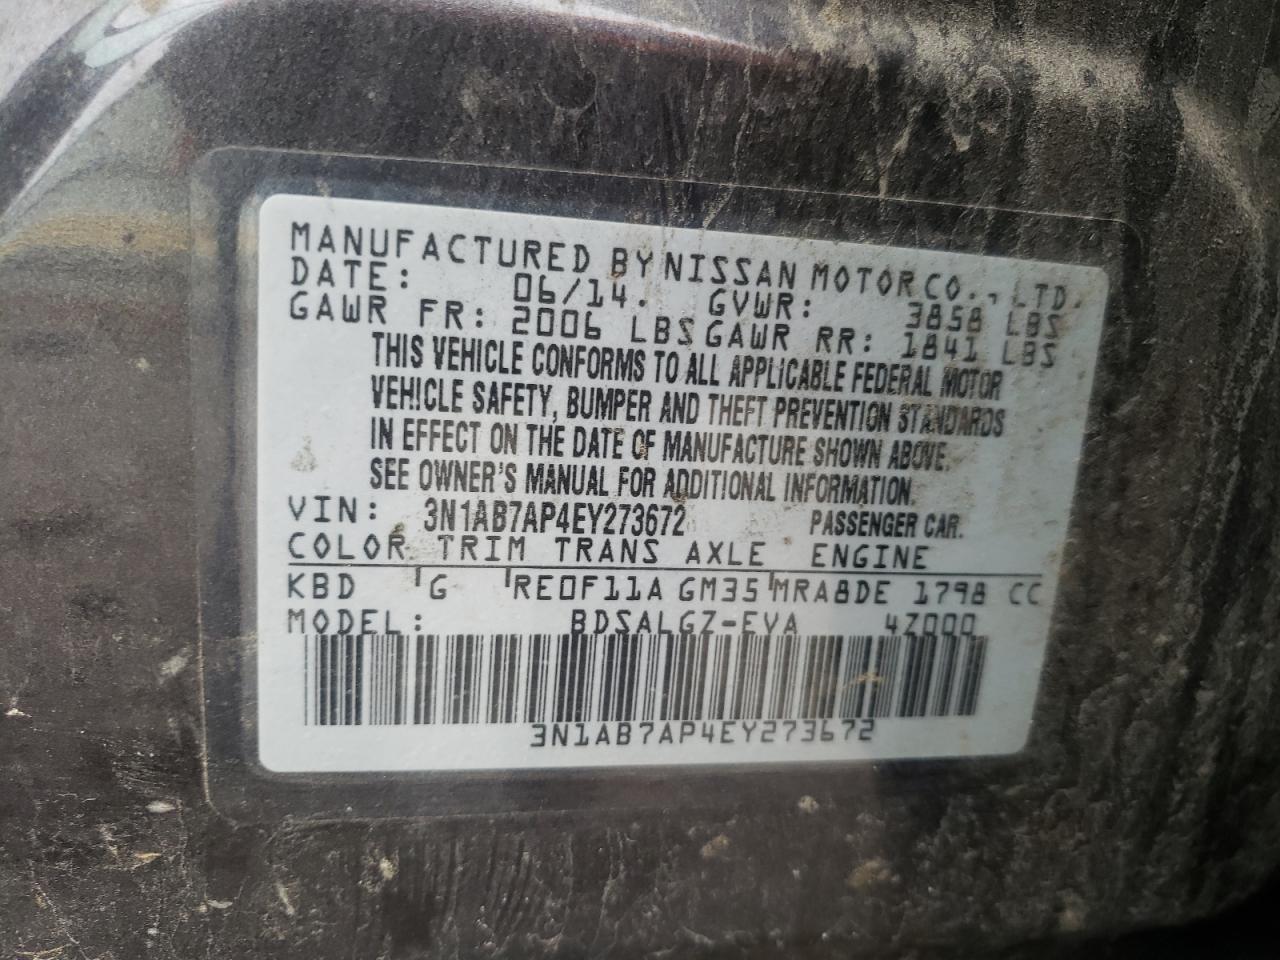 MANUFACTURED BY NISSAN MOTOR CO., LTD.
DATE: 06/14. GVWR: 3858 LBS
GAWR FR: 2006 LBS GAWR RR: 1841 LBS
THIS VEHICLE CONFORMS TO ALL APPLICABLE FEDERAL MOTOR
VEHICLE SAFETY, BUMPER AND THEFT PREVENTION STANDARDS
IN EFFECT ON THE DATE OF MANUFACTURE SHOWN ABOVE.
SEE OWNER'S MANUAL FOR ADDITIONAL INFORMATION.
VIN: 3N1AB7AP4EY273672 PASSENGER CAR.
COLOR TRIM TRANS AXLE ENGINE
KBD G RE0F11A GM35 MRA8DE 1798 CC
MODEL: BDSALGZ-EVA 4Z000
3N1AB7AP4EY273672